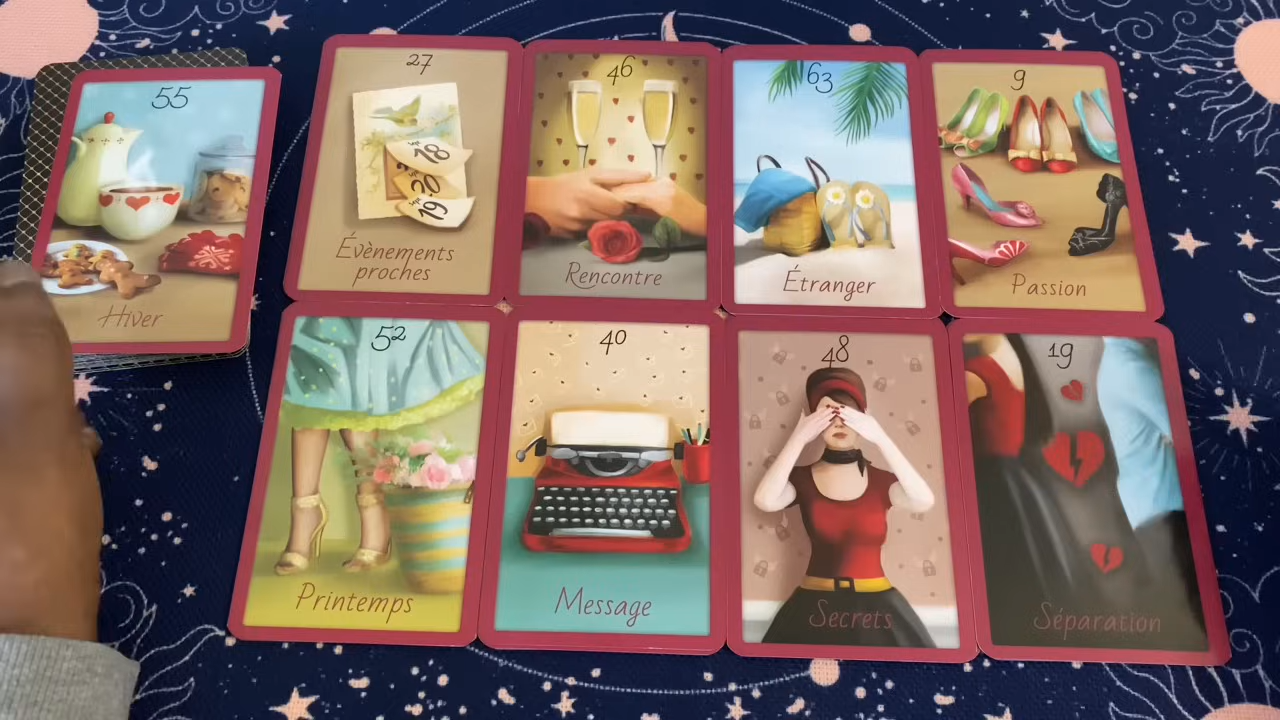 55
Hiver
27
18
20
19
Évènements
proches
46
Rencontre
63
Étranger
9
Passion
52
Printemps
40
Message
48
Secrets
19
Séparation